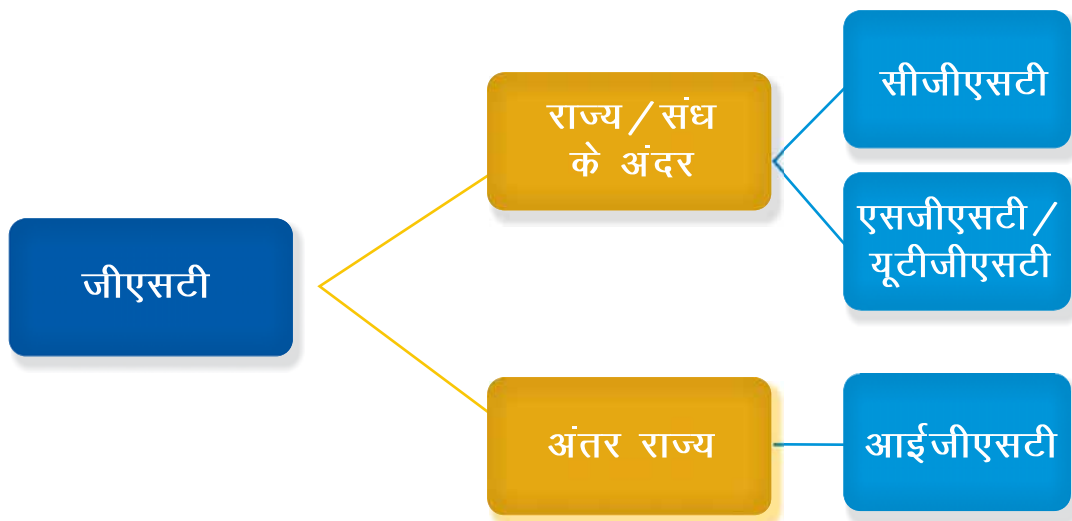 जीएसटी
राज्य/संध
के अंदर
सीजीएसटी
एसजीएसटी/
यूटीजीएसटी
अंतर राज्य
आईजीएसटी